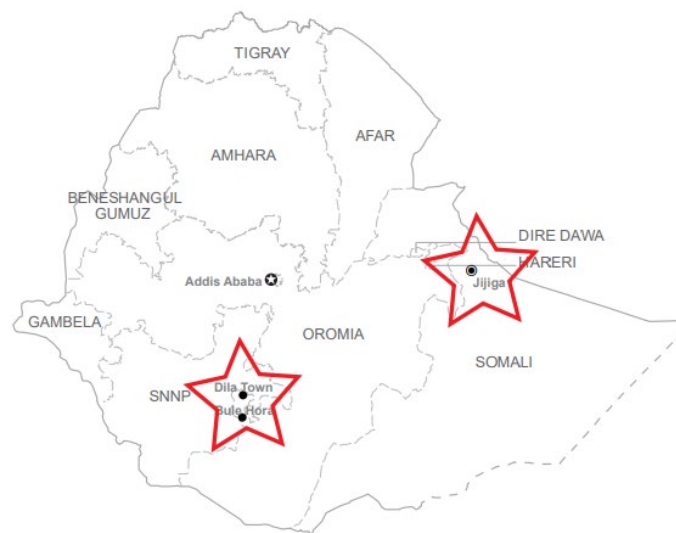 TIGRAY
AFAR
AMHARA
BENESHANGUL
GUMUZ
DIRE DAWA
HARERI
Addis Ababa
Jijiga
GAMBELA
OROMIA
SOMALI
Dila Town
SNNP
Bule Hora